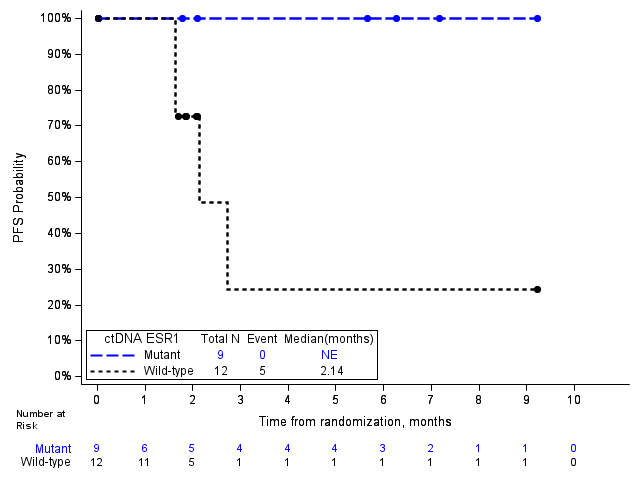 100%
90%
80%
70%
60%
50%
40%
30%
20%
10%
0%
PFS Probability
ctDNA ESR1 Total N Event Median(months)
Mutant 9 0 NE
Wild-type 12 5 2.14
0 1 2 3 4 5 6 7 8 9 10
Number at
Risk
Time from randomization, months
Mutant 9 6 5 4 4 4 3 2 1 1 0
Wild-type 12 11 5 1 1 1 1 1 1 1 0